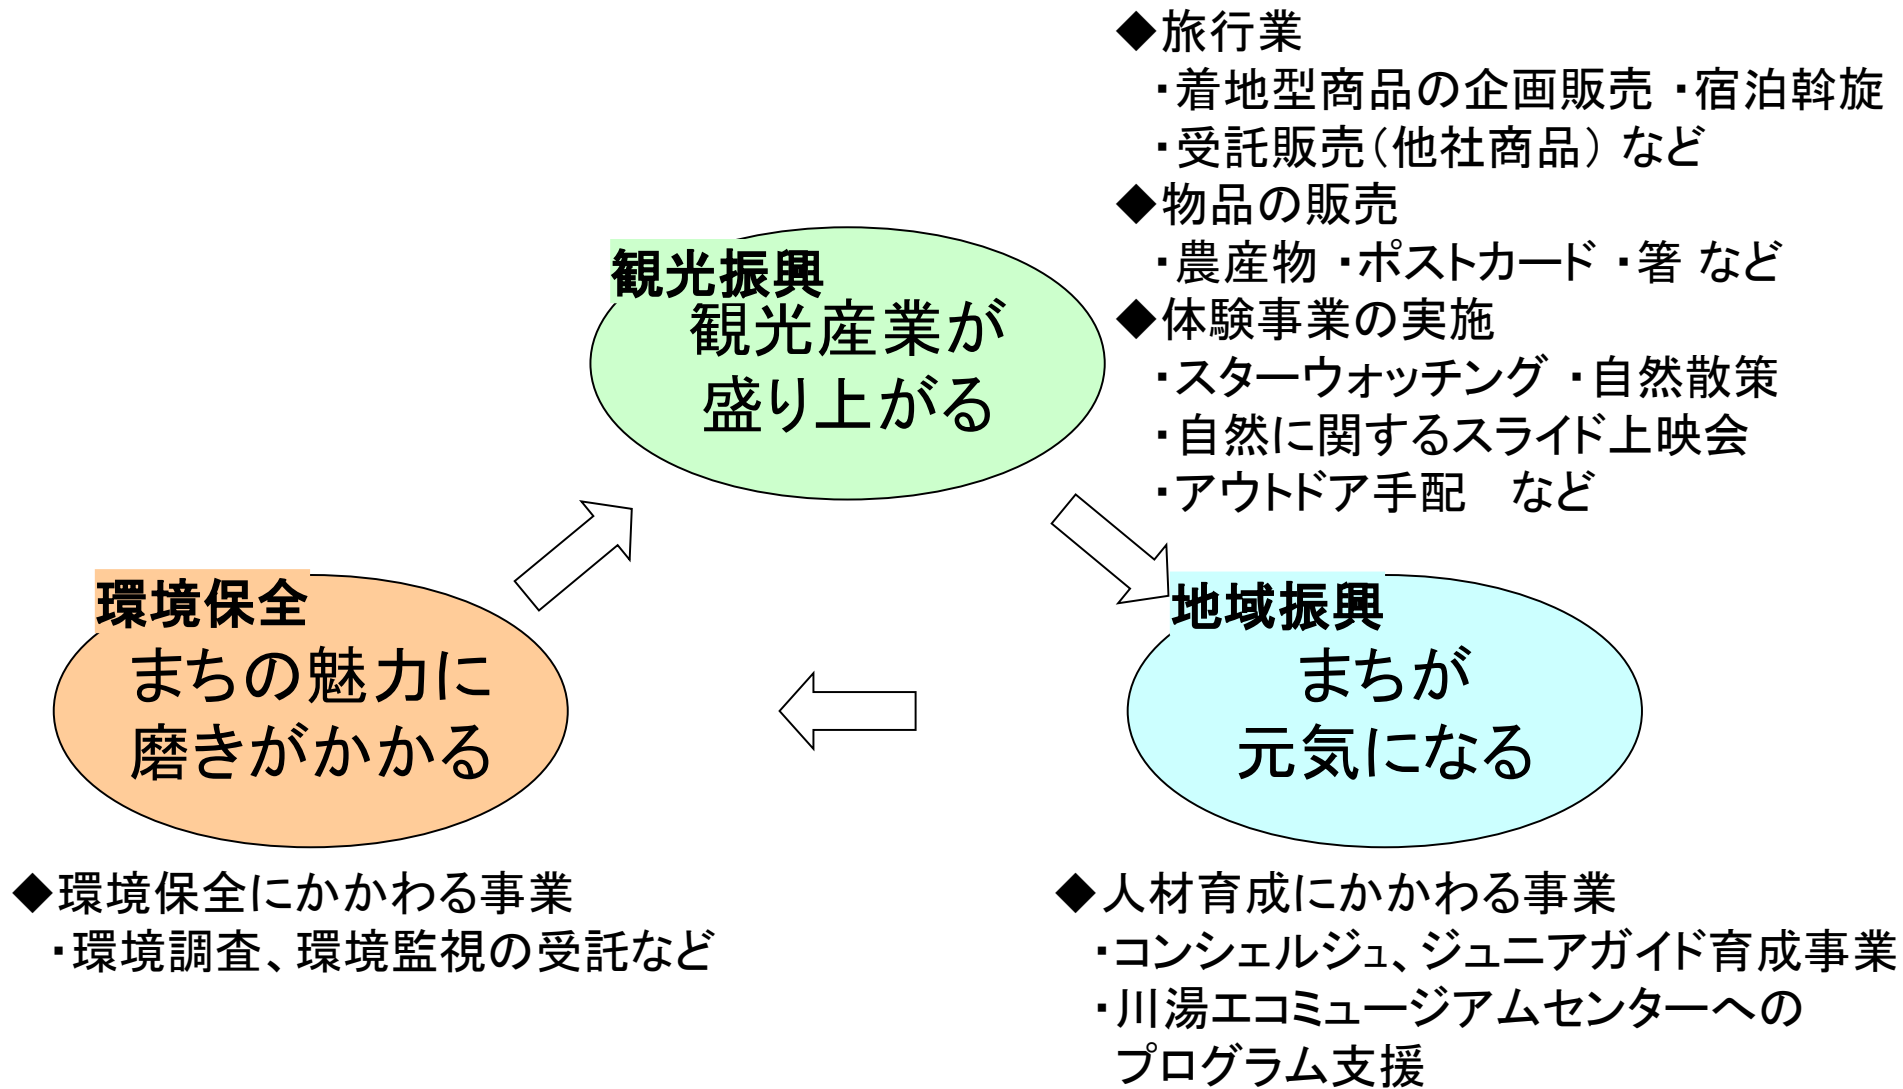 ◆旅行業
・着地型商品の企画販売 ・宿泊斡旋
・受託販売(他社商品) など
◆物品の販売
・農産物 ・ポストカード ・箸 など
◆体験事業の実施
・スターウォッチング ・自然散策
・自然に関するスライド上映会
・アウトドア手配　など
観光振興
観光産業が
盛り上がる
環境保全
まちの魅力に
磨きがかかる
地域振興
まちが
元気になる
◆環境保全にかかわる事業
・環境調査、環境監視の受託など
◆人材育成にかかわる事業
・コンシェルジュ、ジュニアガイド育成事業
・川湯エコミュージアムセンターへの
プログラム支援